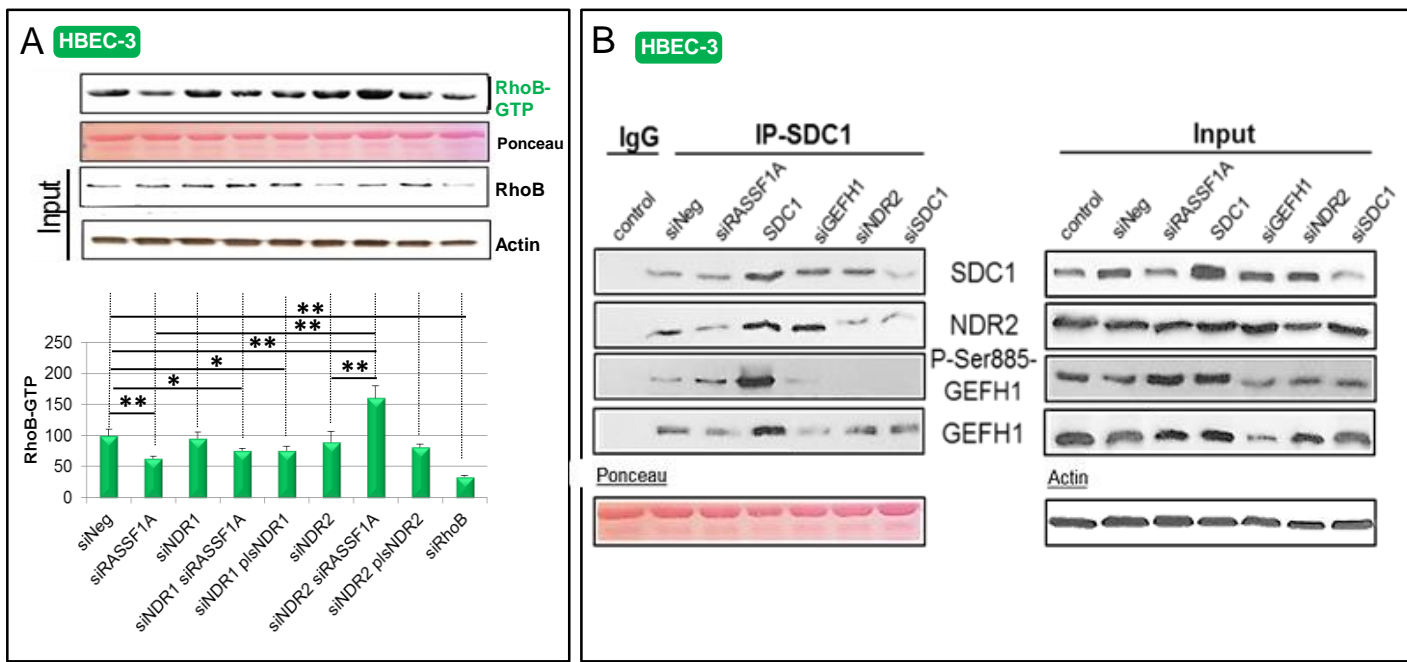 A HBEC-3
RhoB-
GTP
Ponceau
RhoB
Input
Actin
**
**
**
*
**
*
**
250
200
150
100
50
0
RhoB-GTP
siNeg
siRASSF1A
siNDR1
siNDR1 siRASSF1A
siNDR1 plsNDR1
siNDR2
siNDR2 siRASSF1A
siNDR2 plsNDR2
siRhoB
B HBEC-3
IgG IP-SDC1 Input
control siNeg siRASSF1A SDC1 siGEFH1 siNDR2 siSDC1 control siNeg siRASSF1A SDC1 siGEFH1 siNDR2 siSDC1
SDC1
NDR2
P-Ser885-
GEFH1
GEFH1
Ponceau Actin